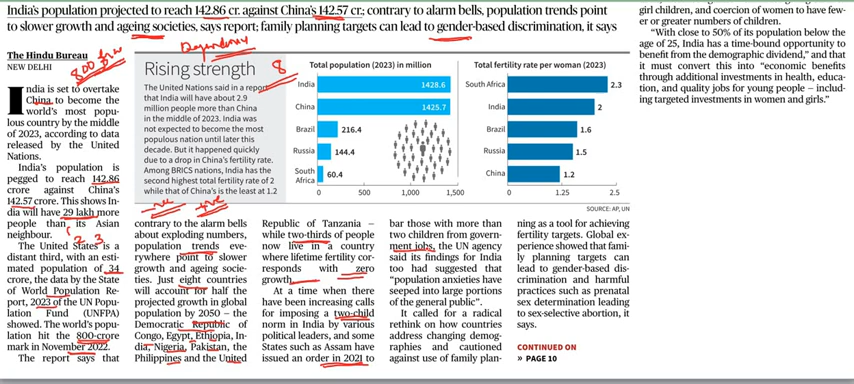 India's population projected to reach 142.86 cr. against China's 142.57 cr.; contrary to alarm bells, population trends point
to slower growth and ageing societies, says report; family planning targets can lead to gender-based discrimination, it says
Dependency
The Hindu Bureau
NEW DELHI
India is set to overtake
China to become the
world's most popu-
lous country by the middle
of 2023, according to data
released by the United
Nations.
India's population is
pegged to reach 142.86
crore against China's
142.57 crore. This shows In-
dia will have 29 lakh more
people than its Asian
neighbour.
The United States is a
distant third, with an esti-
mated population of 34
crore, the data by the State
of World Population Re-
port, 2023 of the UN Popu-
lation Fund (UNFPA)
showed. The world's popu-
lation hit the 800-crore
mark in November 2022.
The report says that
Rising strength
8
The United Nations said in a report
that India will have about 2.9
million people more than China
in the middle of 2023. India was
not expected to become the most
populous nation until later this
decade. But it happened quickly
due to a drop in China's fertility rate.
Among BRICS nations, India has the
second highest total fertility rate of 2
while that of China's is the least at 1.2
Total population (2023) in million
India 1428.6
China 1425.7
Brazil 216.4
Russia 144.4
South
Africa 60.4
0 500 1,000 1,500
Total fertility rate per woman (2023)
South Africa 2.3
India 2
Brazil 1.6
Russia 1.5
China 1.2
0 1.25 2.5
SOURCE: AP, UN
-ve +ve
contrary to the alarm bells
about exploding numbers,
population trends eve-
rywhere point to slower
growth and ageing socie-
ties. Just eight countries
will account for half the
projected growth in global
population by 2050 – the
Democratic Republic of
Congo, Egypt, Ethiopia, In-
dia, Nigeria, Pakistan, the
Philippines and the United
Republic of Tanzania –
while two-thirds of people
now live in a country
where lifetime fertility cor-
responds with zero
growth.
At a time when there
have been increasing calls
for imposing a two-child
norm in India by various
political leaders, and some
States such as Assam have
issued an order in 2021 to
bar those with more than
two children from govern-
ment jobs, the UN agency
said its findings for India
too had suggested that
"population anxieties have
seeped into large portions
of the general public".
It called for a radical
rethink on how countries
address changing demo-
graphies and cautioned
against use of family plan-
ning as a tool for achieving
fertility targets. Global ex-
perience showed that fami-
ly planning targets can
lead to gender-based dis-
crimination and harmful
practices such as prenatal
sex determination leading
to sex-selective abortion, it
says.
CONTINUED ON
» PAGE 10
girl children, and coercion of women to have few-
er or greater numbers of children.
"With close to 50% of its population below the
age of 25, India has a time-bound opportunity to
benefit from the demographic dividend," and that
it must convert this into "economic benefits
through additional investments in health, educa-
tion, and quality jobs for young people – includ-
ing targeted investments in women and girls."